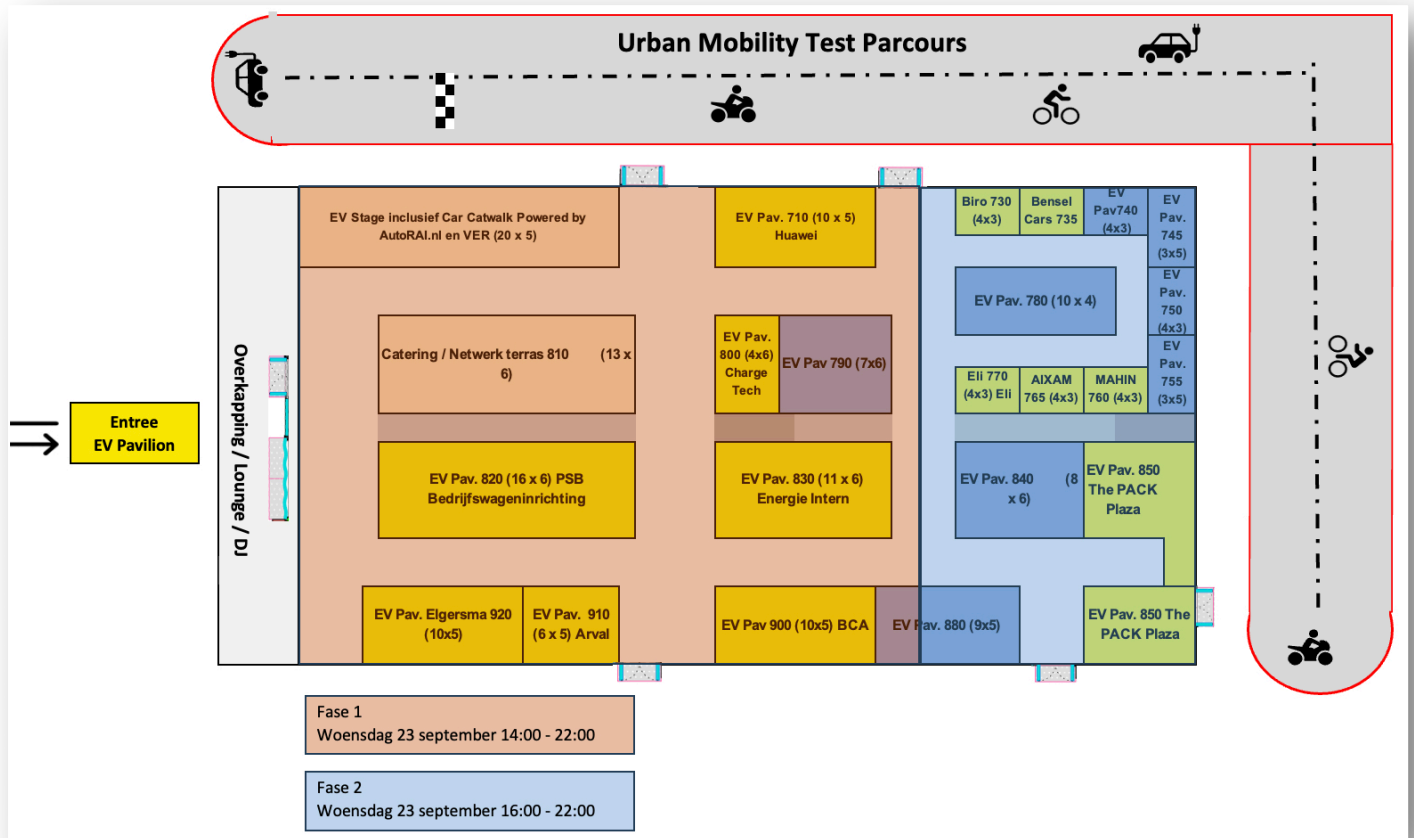 Urban Mobility Test Parcours
EV Stage inclusief Car Catwalk Powered by
AutoRAI.nl en VER (20 x 5)
EV Pav. 710 (10 x 5)
Huawei
Biro 730
(4x3)
Bensel
Cars 735
EV
Pav740
(4x3)
EV
Pav.
745
(3x5)
EV Pav. 780 (10 x 4)
EV
Pav.
750
(4x3)
Catering / Netwerk terras 810 (13 x
6)
EV Pav.
800 (4x6)
Charge
Tech
EV Pav 790 (7x6)
EV
Pav.
755
(3x5)
Eli 770
(4x3) Eli
AIXAM
765 (4x3)
MAHIN
760 (4x3)
Overkapping / Lounge / DJ
Entree
EV Pavilion
EV Pav. 820 (16 x 6) PSB
Bedrijfswageninrichting
EV Pav. 830 (11 x 6)
Energie Intern
EV Pav. 840 (8
x 6)
EV Pav. 850
The PACK
Plaza
EV Pav. Elgersma 920
(10x5)
EV Pav. 910
(6 x 5) Arval
EV Pav 900 (10x5) BCA
EV Pav. 880 (9x5)
EV Pav. 850 The
PACK Plaza
Fase 1
Woensdag 23 september 14:00 - 22:00
Fase 2
Woensdag 23 september 16:00 - 22:00